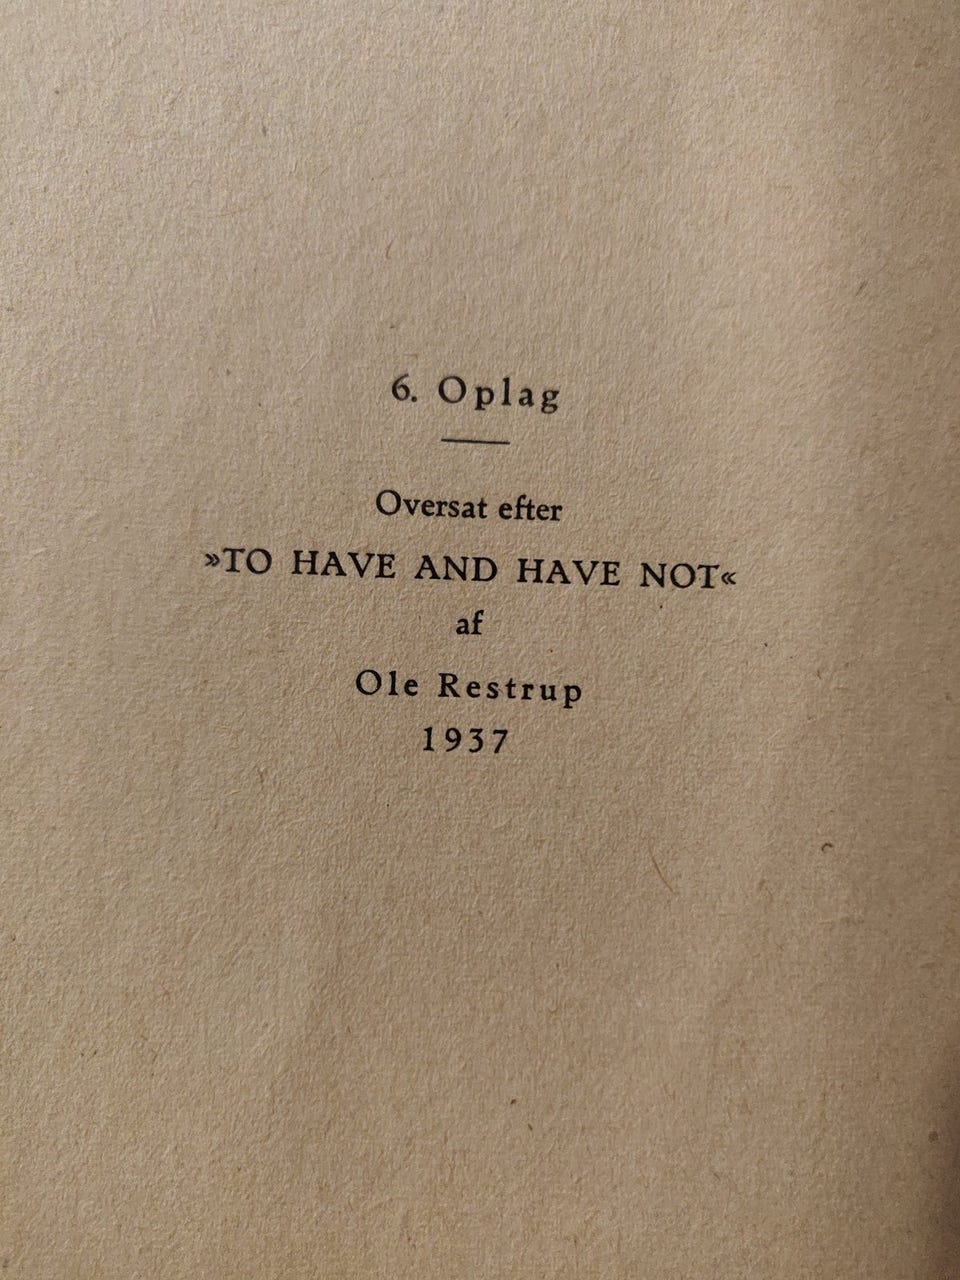 6. Oplag
Oversat efter
»TO HAVE AND HAVE NOT«
af
Ole Restrup
1937